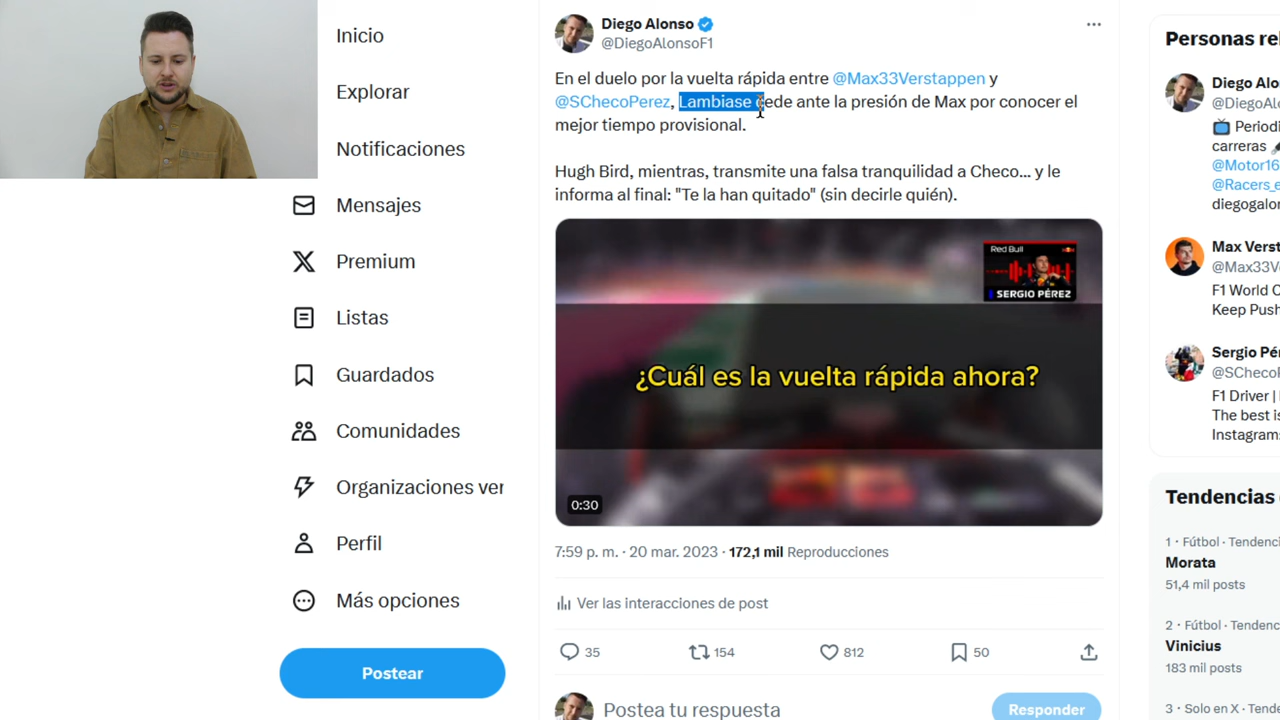 Inicio
Explorar
Notificaciones
Mensajes
Premium
Listas
Guardados
Comunidades
Organizaciones ver
Perfil
Más opciones
Postear
Diego Alonso
@DiegoAlonsoF1
En el duelo por la vuelta rápida entre @Max33Verstappen y
@SChecoPerez, Lambiase cede ante la presión de Max por conocer el
mejor tiempo provisional.
Hugh Bird, mientras, transmite una falsa tranquilidad a Checo... y le
informa al final: "Te la han quitado" (sin decirle quién).
Red Bull
SERGIO PÉREZ
¿Cuál es la vuelta rápida ahora?
0:30
7:59 p. m. · 20 mar. 2023 · 172,1 mil Reproducciones
Ver las interacciones de post
35 154 812 50
Postea tu respuesta
Responder
Personas rel
Diego Alo
@DiegoAlo
Periodi
carreras
@Motor16
@Racers_e
diegogalon
Max Verst
@Max33Ve
F1 World C
Keep Push
Sergio Pér
@SChecoP
F1 Driver |
The best is
Instagram:
Tendencias
1 · Fútbol · Tendenci
Morata
51,4 mil posts
2 · Fútbol · Tendenc
Vinicius
183 mil posts
3 · Solo en X · Tende